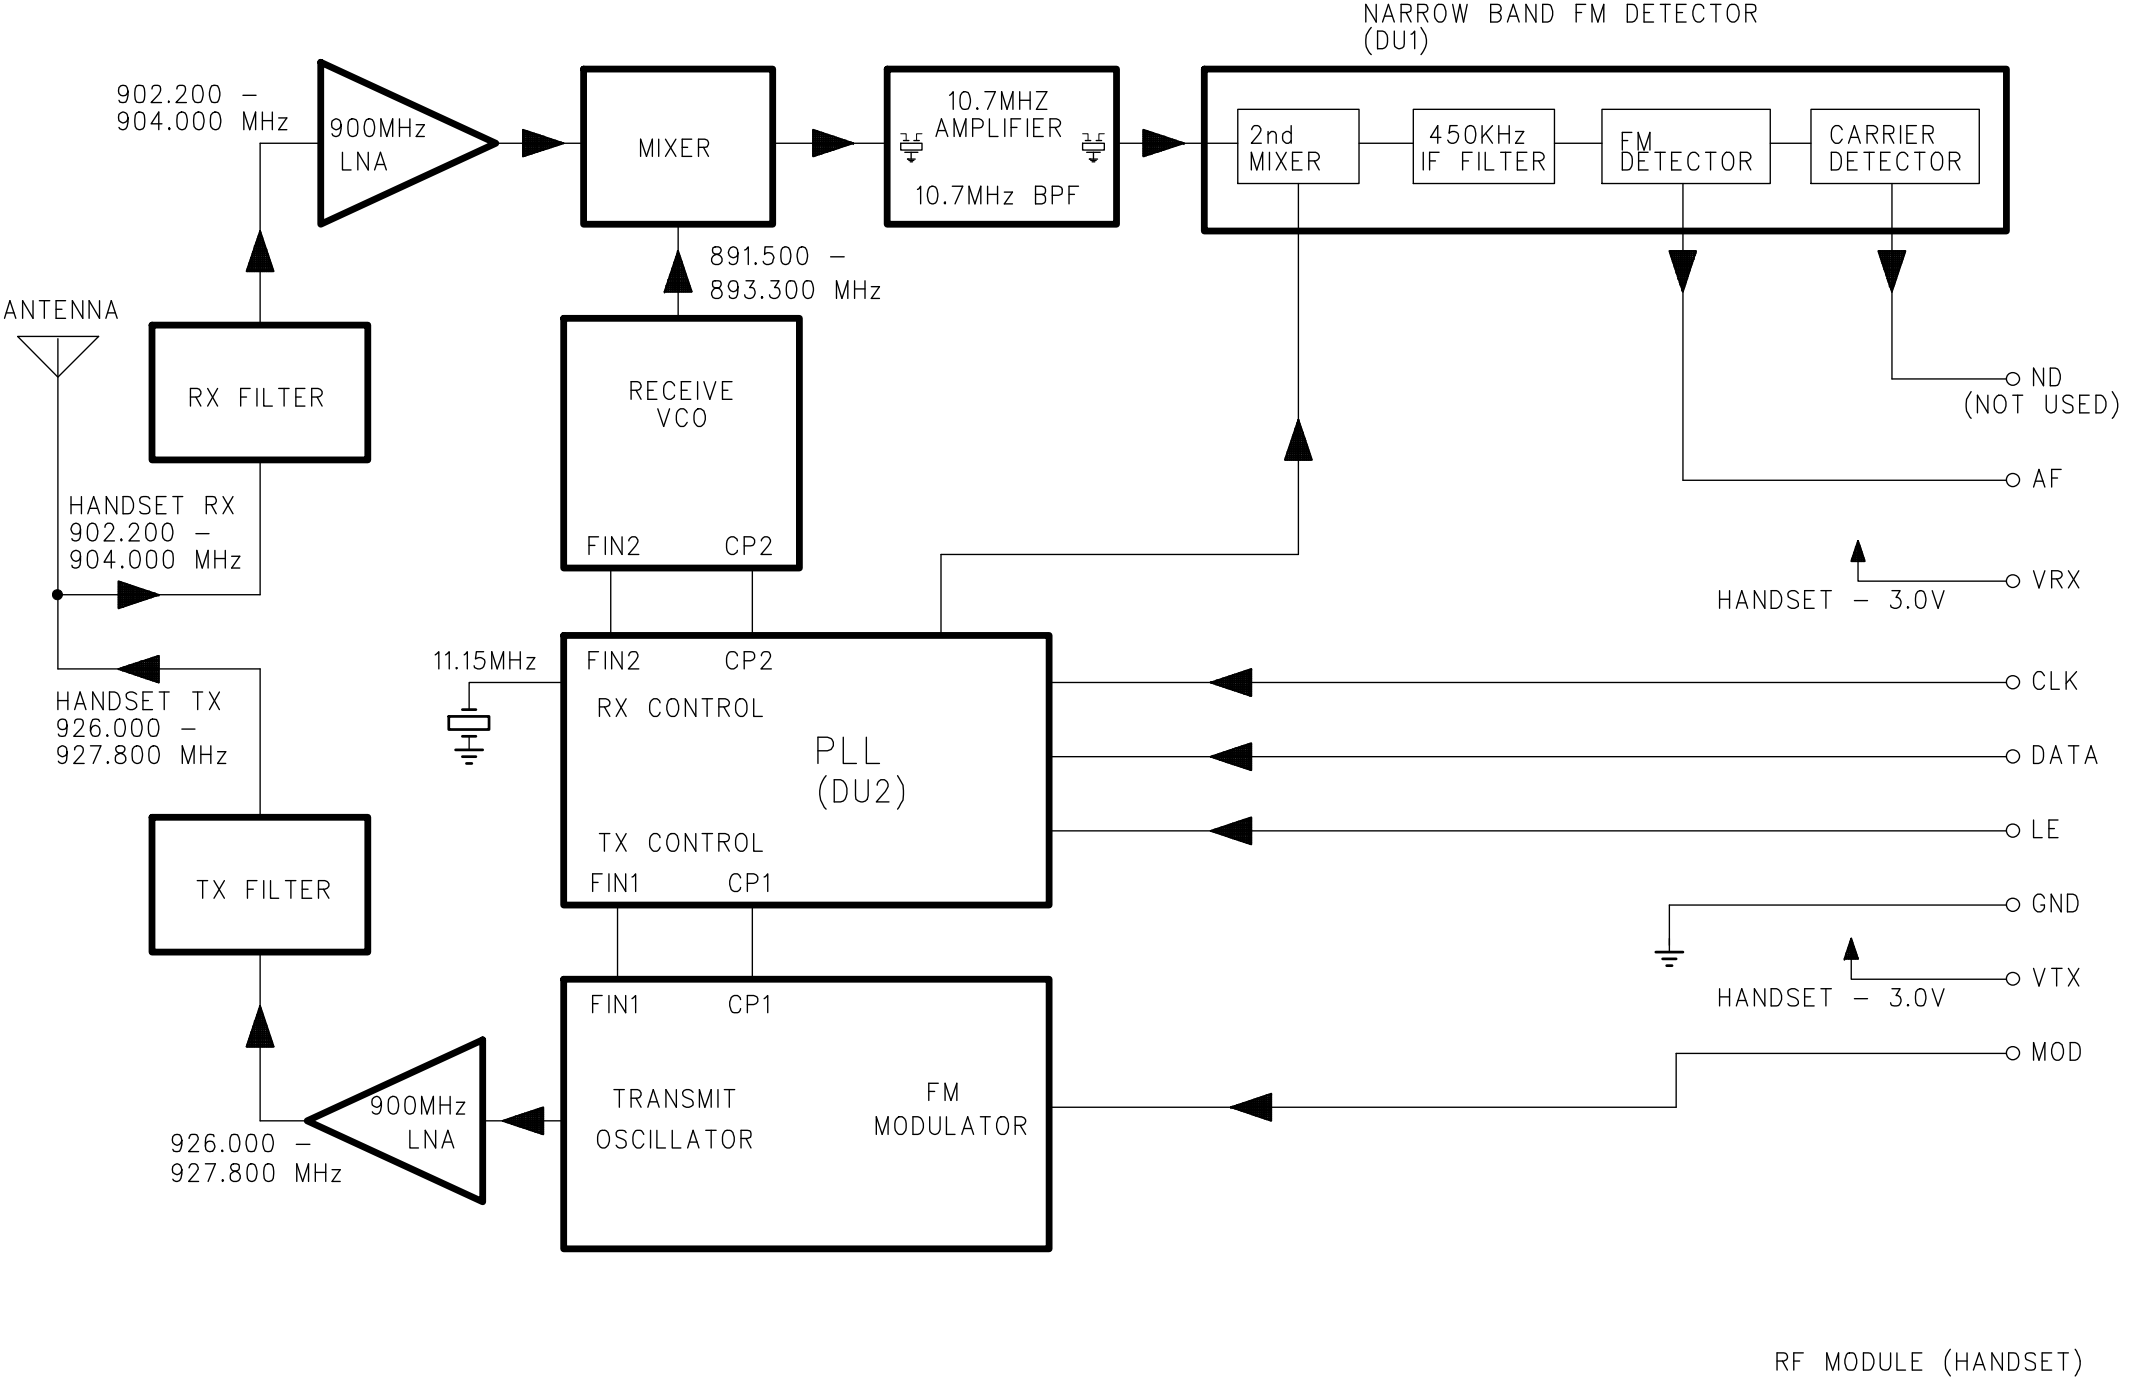 NARROW BAND FM DETECTOR
(DU1)
902.200 –
904.000 MHz
900MHz
LNA
MIXER
10.7MHZ
AMPLIFIER
10.7MHz BPF
2nd
MIXER
450KHz
IF FILTER
FM
DETECTOR
CARRIER
DETECTOR
891.500 –
893.300 MHz
ANTENNA
RX FILTER
RECEIVE
VCO
FIN2 CP2
ND
(NOT USED)
AF
HANDSET RX
902.200 –
904.000 MHz
VRX
HANDSET – 3.0V
11.15MHz
FIN2 CP2
RX CONTROL
PLL
(DU2)
TX CONTROL
FIN1 CP1
CLK
DATA
LE
HANDSET TX
926.000 –
927.800 MHz
TX FILTER
GND
VTX
HANDSET – 3.0V
MOD
FIN1 CP1
TRANSMIT
OSCILLATOR
FM
MODULATOR
900MHz
LNA
926.000 –
927.800 MHz
RF MODULE (HANDSET)